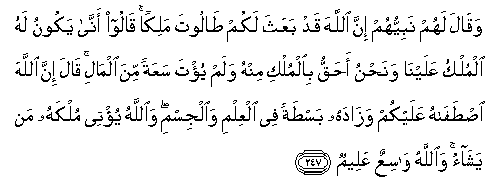 وَقَالَ لَهُمْ نَبِيُّهُمْ إِنَّ ٱللَّهَ قَدْ بَعَثَ لَكُمْ طَالُوتَ مَلِكًا ۚ قَالُوٓا۟ أَنَّىٰ يَكُونُ لَهُ
ٱلْمُلْكُ عَلَيْنَا وَنَحْنُ أَحَقُّ بِٱلْمُلْكِ مِنْهُ وَلَمْ يُؤْتَ سَعَةً مِّنَ ٱلْمَالِ ۚ قَالَ إِنَّ ٱللَّهَ
ٱصْطَفَىٰهُ عَلَيْكُمْ وَزَادَهُۥ بَسْطَةً فِى ٱلْعِلْمِ وَٱلْجِسْمِ ۖ وَٱللَّهُ يُؤْتِى مُلْكَهُۥ مَن
يَشَآءُ ۚ وَٱللَّهُ وَٰسِعٌ عَلِيمٌ ٢٤٧